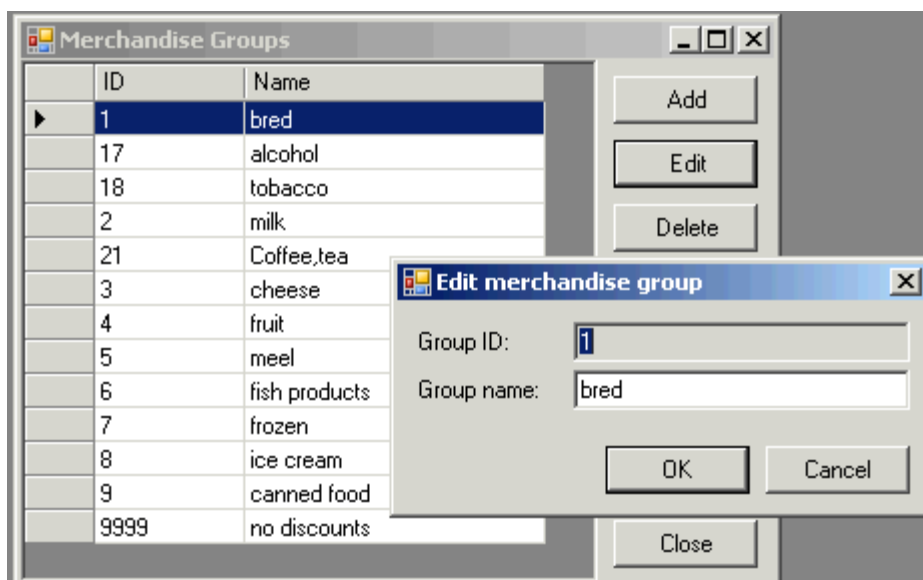 Merchandise Groups
ID Name
1 bred
17 alcohol
18 tobacco
2 milk
21 Coffee,tea
3 cheese
4 fruit
5 meel
6 fish products
7 frozen
8 ice cream
9 canned food
9999 no discounts
Add
Edit
Delete
Close
Edit merchandise group
Group ID: 1
Group name: bred
OK Cancel